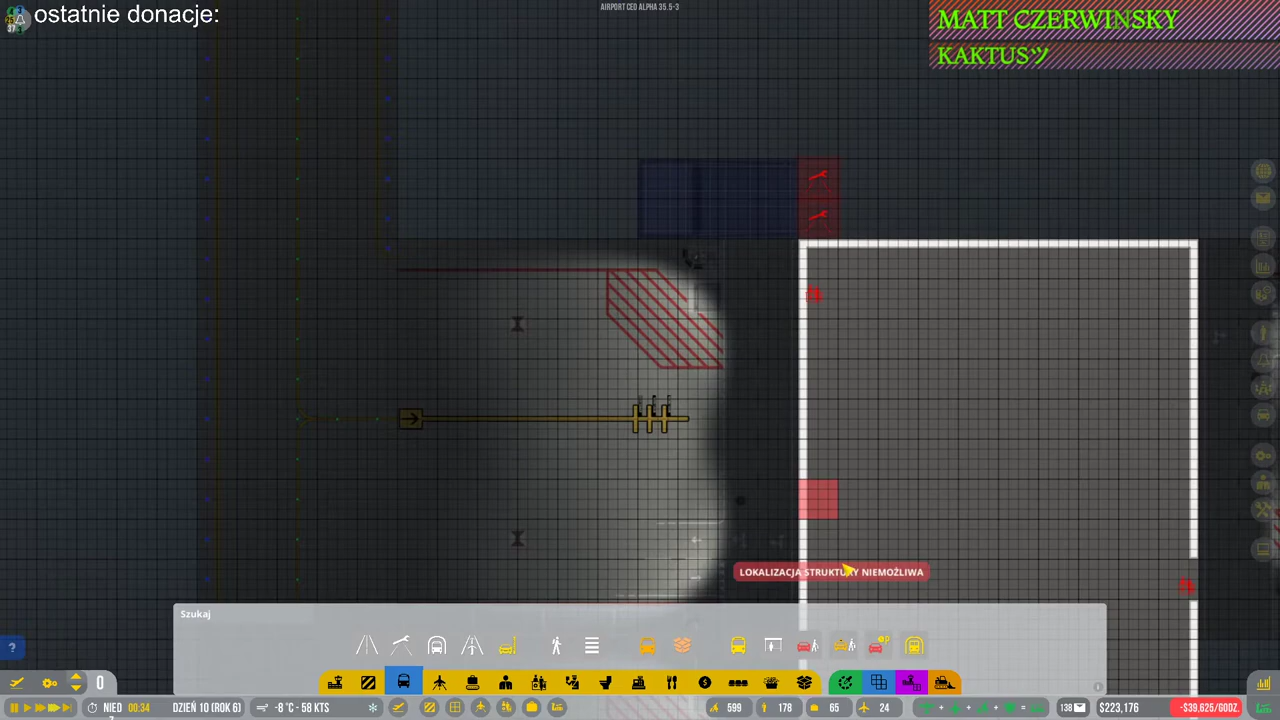 ostatnie donacje:
AIRPORT CEO ALPHA 35.5-3
MATT CZERWINSKY
KAKTUSツ
LOKALIZACJA STRUKTURY NIEMOŻLIWA
Szukaj
?
0
NIED 00:34 DZIEŃ 10 (ROK 6) -8 °C - 58 KTS 599 178 65 24 138 $223,176 -$39,625/GODZ.